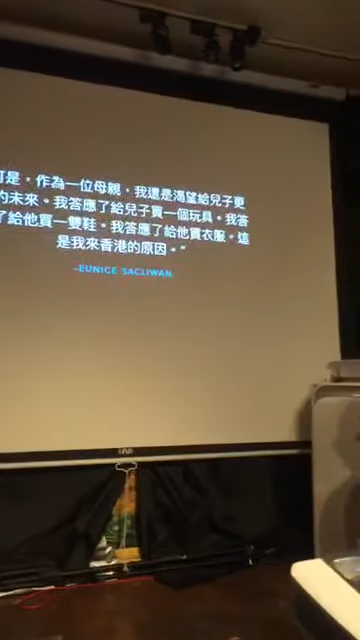 可是，作為一位母親，我還是渴望給兒子更
的未來。我答應了給兒子買一個玩具。我答
了給他買一雙鞋。我答應了給他買衣服。這
是我來香港的原因。"
-EUNICE SACLIWAN